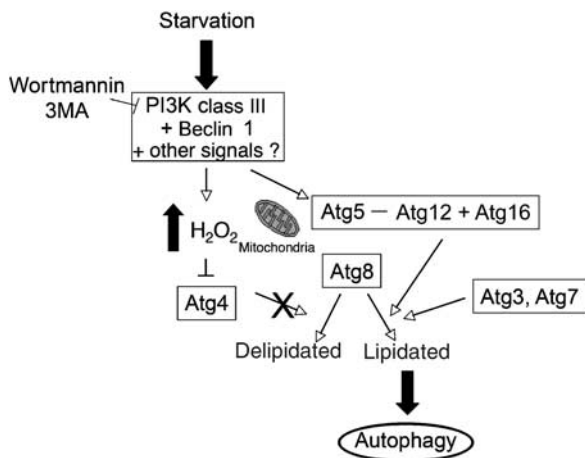 Starvation
Wortmannin
3MA
PI3K class III
+ Beclin 1
+ other signals ?
Atg5 — Atg12 + Atg16
H₂O₂
Mitochondria
Atg8
Atg4
X
Atg3, Atg7
Delipidated
Lipidated
Autophagy